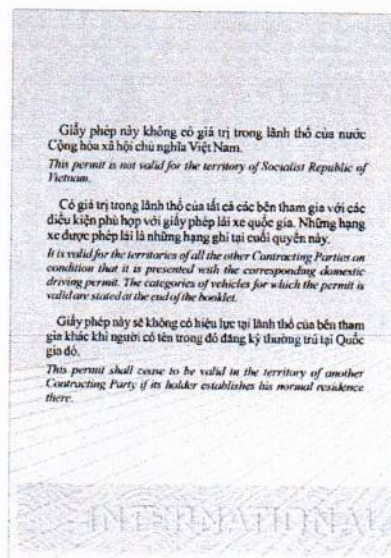 Giấy phép này không có giá trị trong lãnh thổ của nước
Cộng hòa xã hội chủ nghĩa Việt Nam.
This permit is not valid for the territory of Socialist Republic of
Vietnam.
Có giá trị trong lãnh thổ của tất cả các bên tham gia với các
điều kiện phù hợp với giấy phép lái xe quốc gia. Những hạng
xe được phép lái là những hạng ghi tại cuối quyển này.
It is valid for the territories of all the other Contracting Parties on
condition that it is presented with the corresponding domestic
driving permit. The categories of vehicles for which the permit is
valid are stated at the end of the booklet.
Giấy phép này sẽ không có hiệu lực tại lãnh thổ của bên tham
gia khác khi người có tên trong đó đăng ký thường trú tại Quốc
gia đó.
This permit shall cease to be valid in the territory of another
Contracting Party if its holder establishes his normal residence
there.
INTERNATIONAL